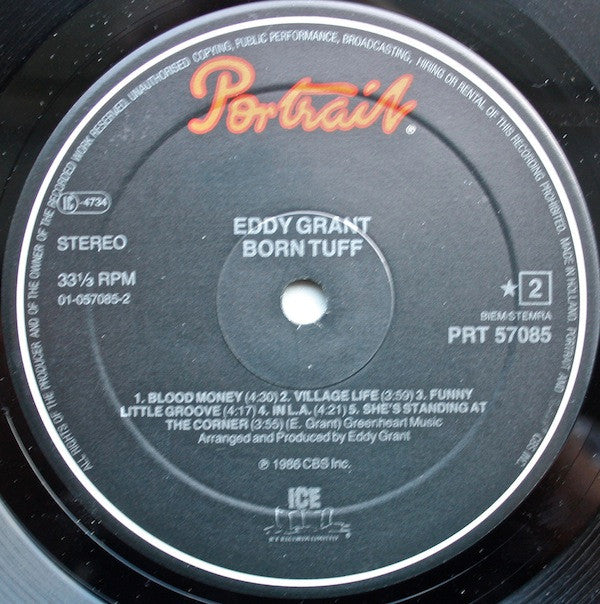 ALL RIGHTS OF THE PRODUCER AND OF THE OWNER OF THE RECORDED WORK RESERVED. UNAUTHORISED COPYING, PUBLIC PERFORMANCE, BROADCASTING, HIRING OR RENTAL OF THIS RECORDING PROHIBITED. MADE IN HOLLAND. PORTRAIT AND CBS INC.
Portrait®
LC -4734
STEREO
33⅓ RPM
01-057085-2
EDDY GRANT
BORN TUFF
★ 2
BIEM/STEMRA
PRT 57085
1. BLOOD MONEY (4:30) 2. VILLAGE LIFE (3:59) 3. FUNNY
LITTLE GROOVE (4:17) 4. IN L.A. (4:21) 5. SHE'S STANDING AT
THE CORNER (3:55) (E. Grant) Greenheart Music
Arranged and Produced by Eddy Grant
℗ 1986 CBS Inc.
ICE